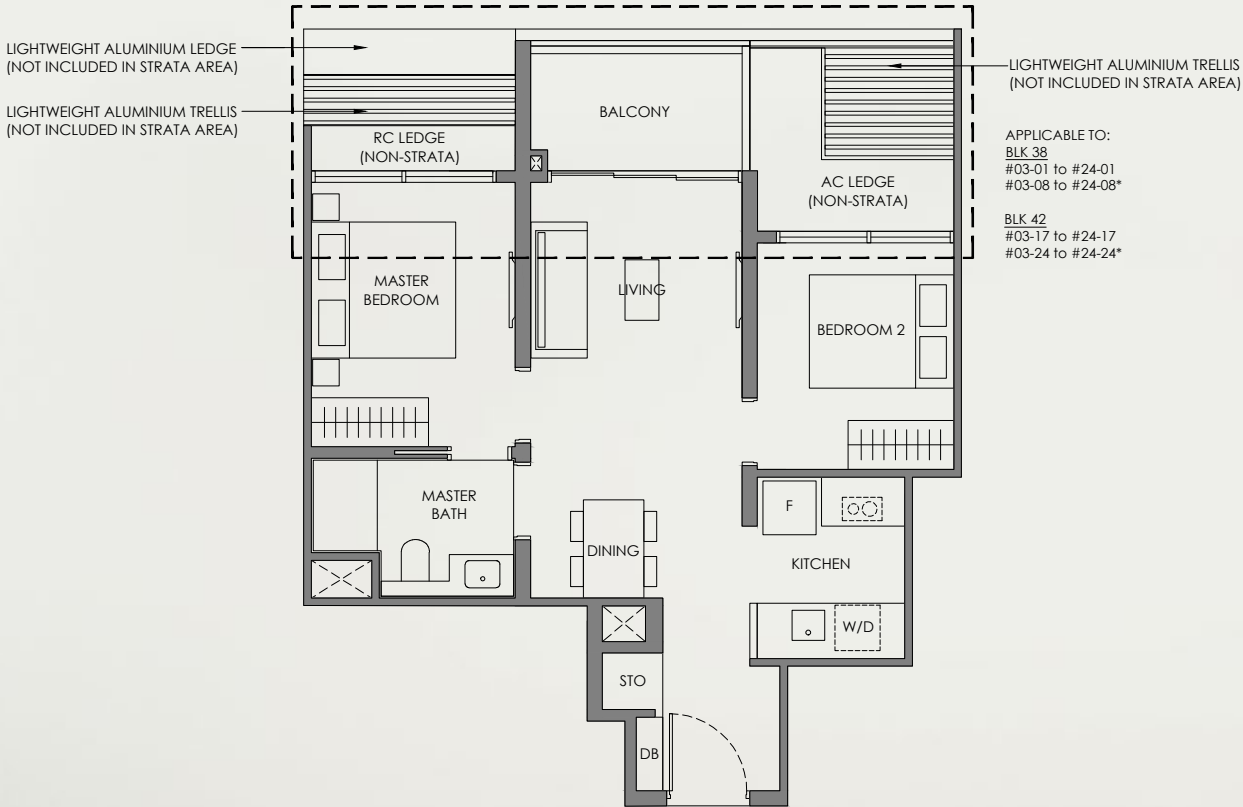 LIGHTWEIGHT ALUMINIUM LEDGE
(NOT INCLUDED IN STRATA AREA)
LIGHTWEIGHT ALUMINIUM TRELLIS
(NOT INCLUDED IN STRATA AREA)
RC LEDGE
(NON-STRATA)
BALCONY
LIGHTWEIGHT ALUMINIUM TRELLIS
(NOT INCLUDED IN STRATA AREA)
AC LEDGE
(NON-STRATA)
APPLICABLE TO:
BLK 38
#03-01 to #24-01
#03-08 to #24-08*
BLK 42
#03-17 to #24-17
#03-24 to #24-24*
MASTER
BEDROOM
LIVING
BEDROOM 2
MASTER
BATH
DINING
F
KITCHEN
W/D
STO
DB